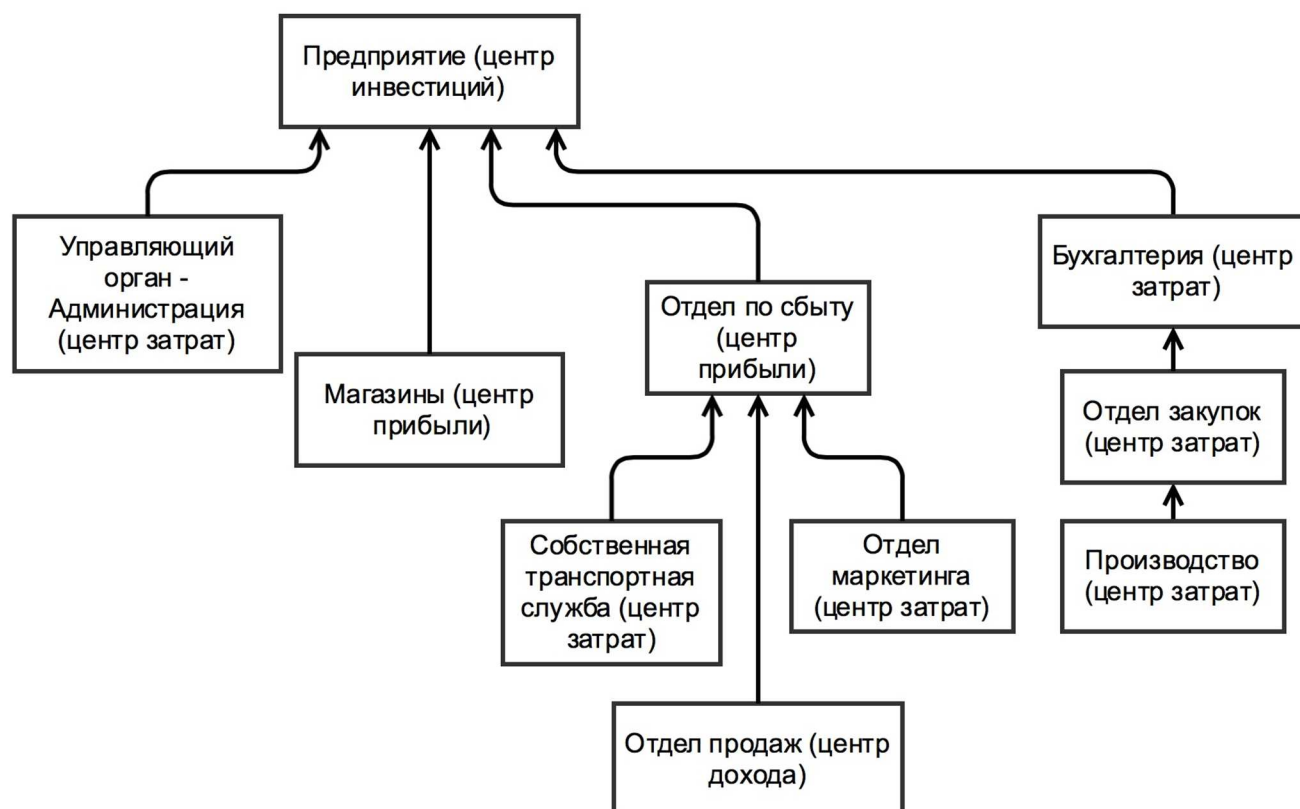 Предприятие (центр
инвестиций)
Управляющий
орган -
Администрация
(центр затрат)
Магазины (центр
прибыли)
Отдел по сбыту
(центр
прибыли)
Бухгалтерия (центр
затрат)
Отдел закупок
(центр затрат)
Производство
(центр затрат)
Собственная
транспортная
служба (центр
затрат)
Отдел
маркетинга
(центр затрат)
Отдел продаж (центр
дохода)